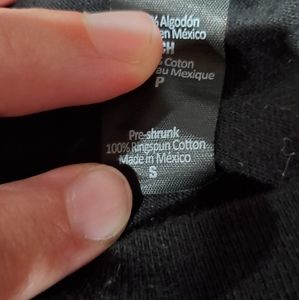 % Algodón
en México
CH
Coton
au Mexique
P
Pre-shrunk
100% Ringspun Cotton
Made in México
S